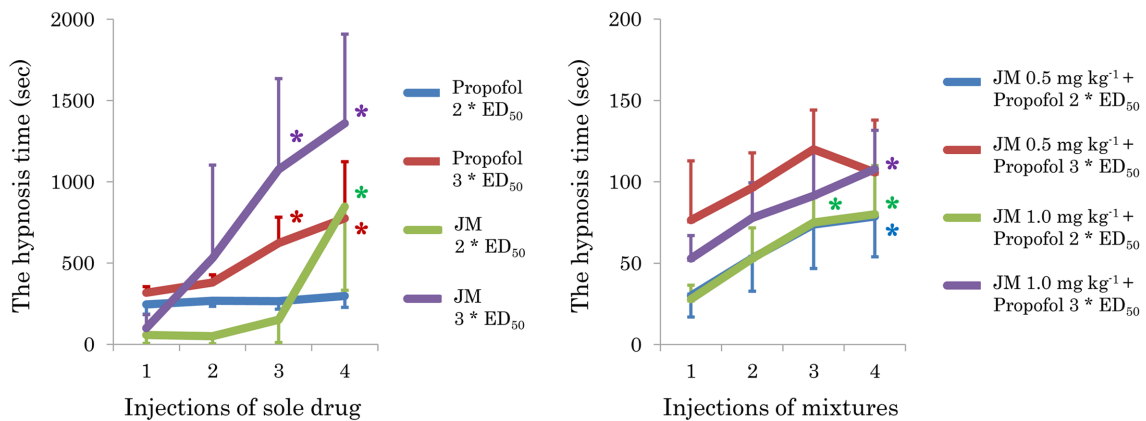 The hypnosis time (sec)
2000
1500
1000
500
0
*
*
*
*
*
1
2
3
4
Injections of sole drug
Propofol
2 * ED50
Propofol
3 * ED50
JM
2 * ED50
JM
3 * ED50
The hypnosis time (sec)
200
150
100
50
0
*
*
*
*
1
2
3
4
Injections of mixtures
JM 0.5 mg kg-1 +
Propofol 2 * ED50
JM 0.5 mg kg-1 +
Propofol 3 * ED50
JM 1.0 mg kg-1 +
Propofol 2 * ED50
JM 1.0 mg kg-1 +
Propofol 3 * ED50